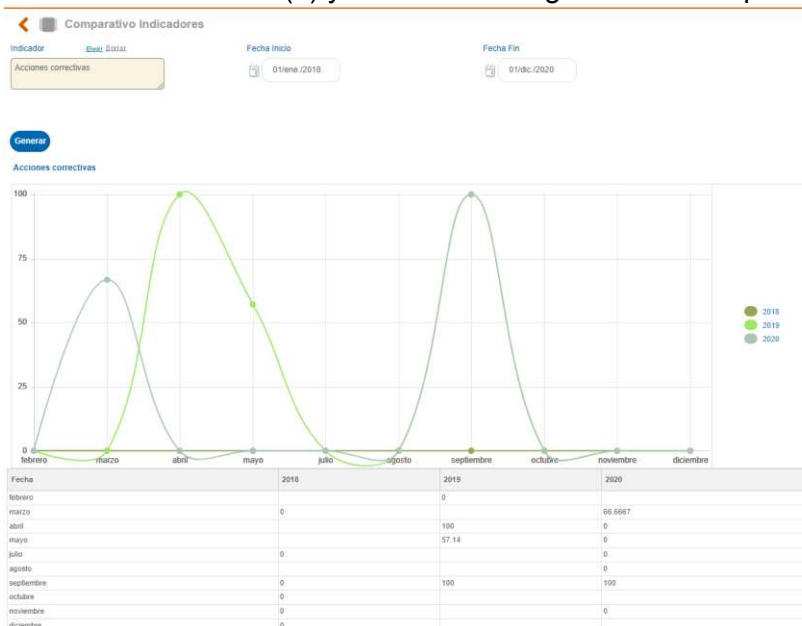 (
)
y
Comparativo Indicadores
Indicador Elegir Borrar Fecha Inicio Fecha Fin
Acciones correctivas 01/ene./2018 01/dic./2020
Generar
Acciones correctivas
100
75
50
25
0
2018
2019
2020
febrero marzo abril mayo julio agosto septiembre octubre noviembre diciembre
Fecha 2018 2019 2020
febrero 0
marzo 0 66.6667
abril 100 0
mayo 57.14 0
julio 0 0
agosto 0
septiembre 0 100 100
octubre 0
noviembre 0 0
diciembre 0